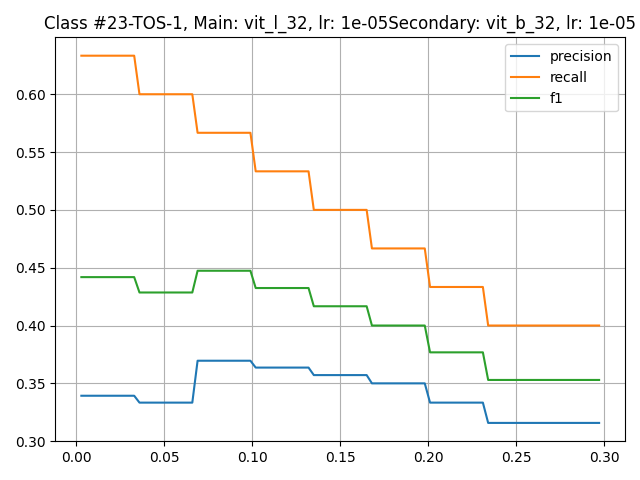 Class #23-TOS-1, Main: vit_l_32, lr: 1e-05Secondary: vit_b_32, lr: 1e-05
precision
recall
f1
0.60
0.55
0.50
0.45
0.40
0.35
0.30
0.00 0.05 0.10 0.15 0.20 0.25 0.30